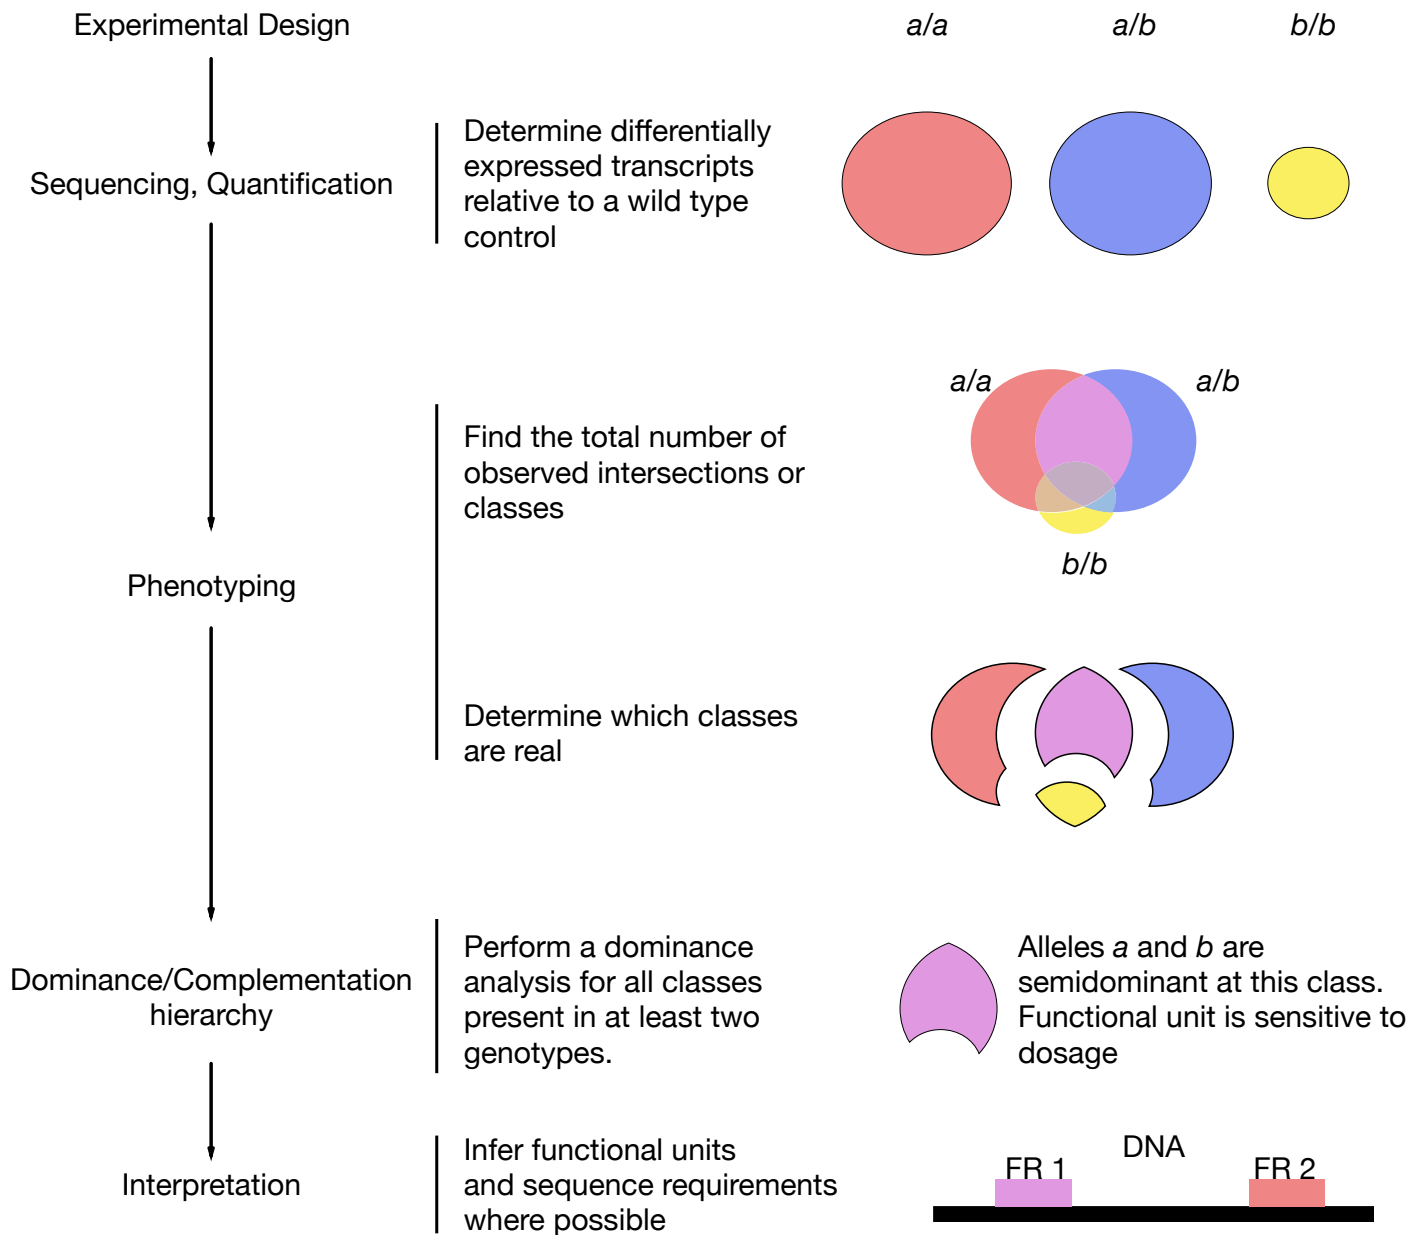 Experimental Design
a/a
a/b
b/b
Sequencing, Quantification
Determine differentially
expressed transcripts
relative to a wild type
control
a/a
a/b
Find the total number of
observed intersections or
classes
b/b
Phenotyping
Determine which classes
are real
Dominance/Complementation
hierarchy
Perform a dominance
analysis for all classes
present in at least two
genotypes.
Alleles a and b are
semidominant at this class.
Functional unit is sensitive to
dosage
Interpretation
Infer functional units
and sequence requirements
where possible
DNA
FR 1
FR 2